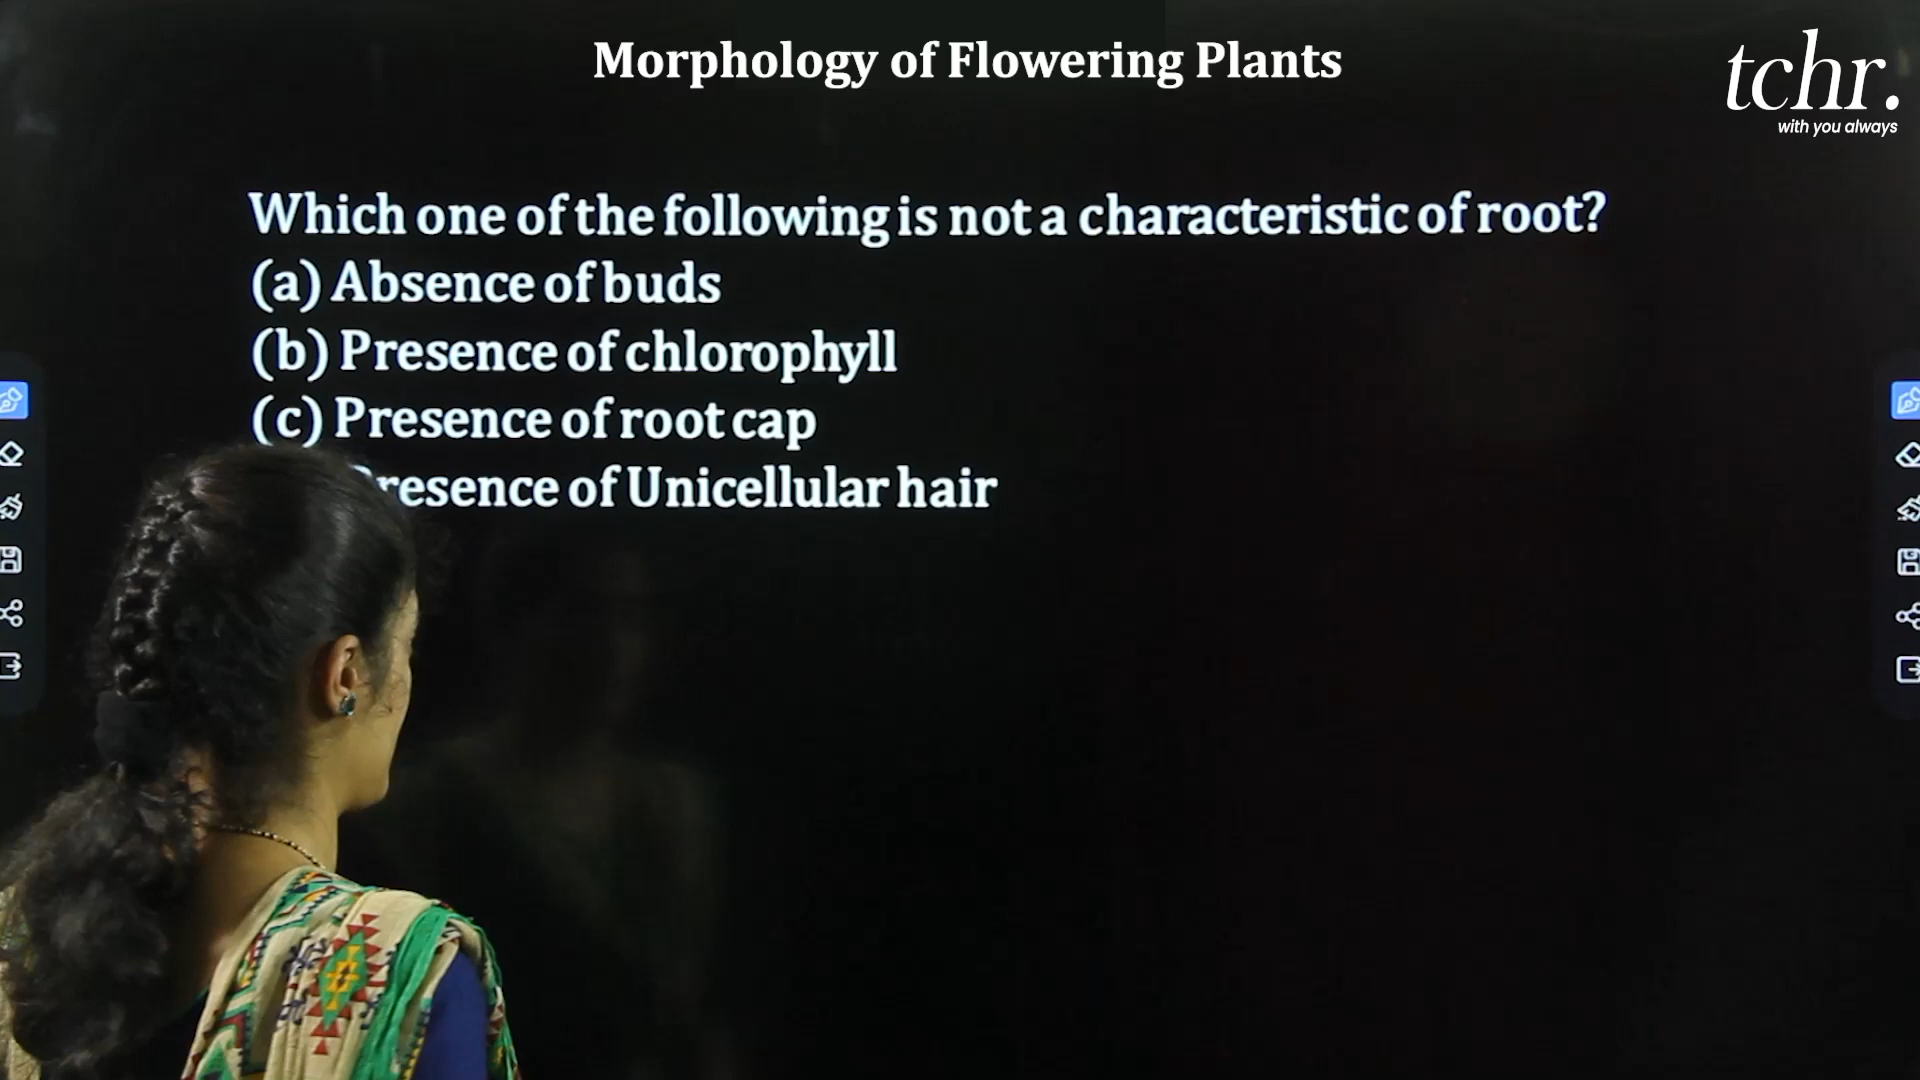 Morphology of Flowering Plants
tchr.
with you always
Which one of the following is not a characteristic of root?
(a) Absence of buds
(b) Presence of chlorophyll
(c) Presence of root cap
Presence of Unicellular hair